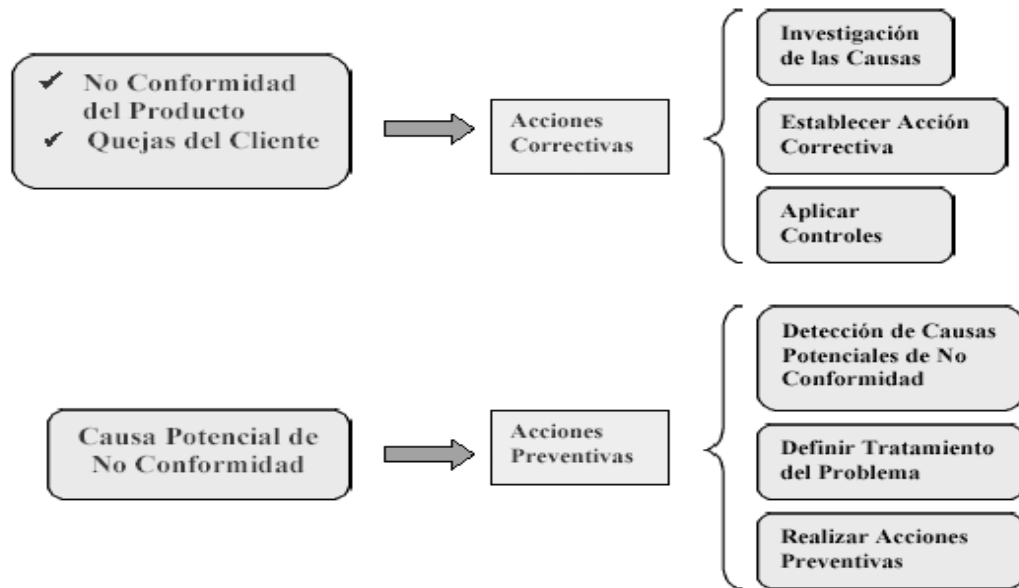 ✔ No Conformidad
del Producto
✔ Quejas del Cliente
Acciones
Correctivas
Investigación
de las Causas
Establecer Acción
Correctiva
Aplicar
Controles
Causa Potencial de
No Conformidad
Acciones
Preventivas
Detección de Causas
Potenciales de No
Conformidad
Definir Tratamiento
del Problema
Realizar Acciones
Preventivas